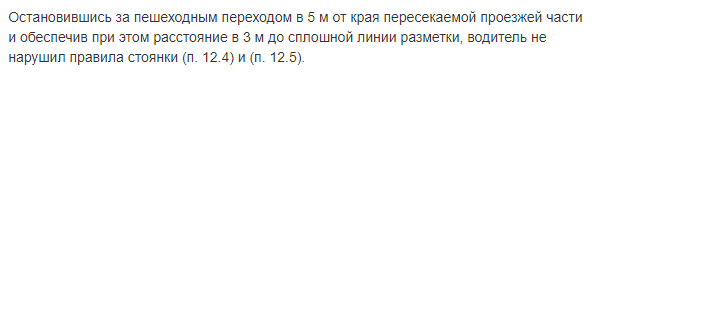 Остановившись за пешеходным переходом в 5 м от края пересекаемой проезжей части
и обеспечив при этом расстояние в 3 м до сплошной линии разметки, водитель не
нарушил правила стоянки (п. 12.4) и (п. 12.5).